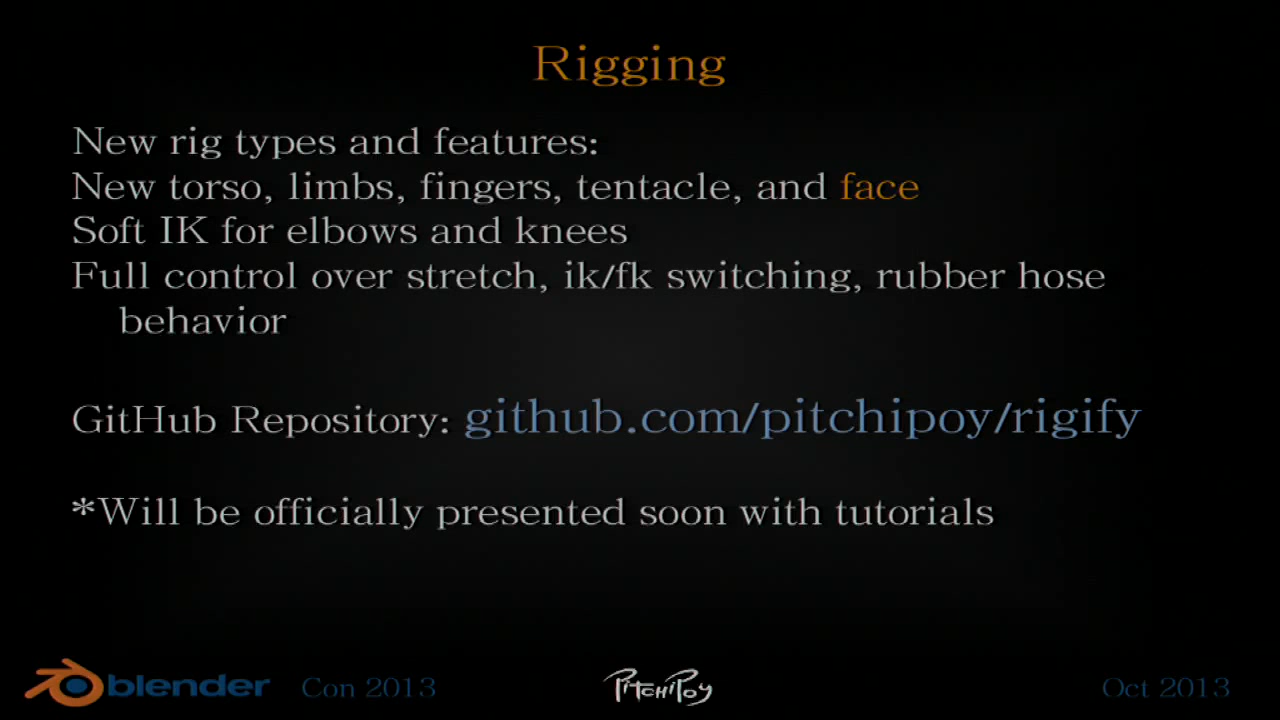 Rigging
New rig types and features:
New torso, limbs, fingers, tentacle, and face
Soft IK for elbows and knees
Full control over stretch, ik/fk switching, rubber hose
behavior
GitHub Repository: github.com/pitchipoy/rigify
*Will be officially presented soon with tutorials
blender Con 2013 PitchiPoy Oct 2013